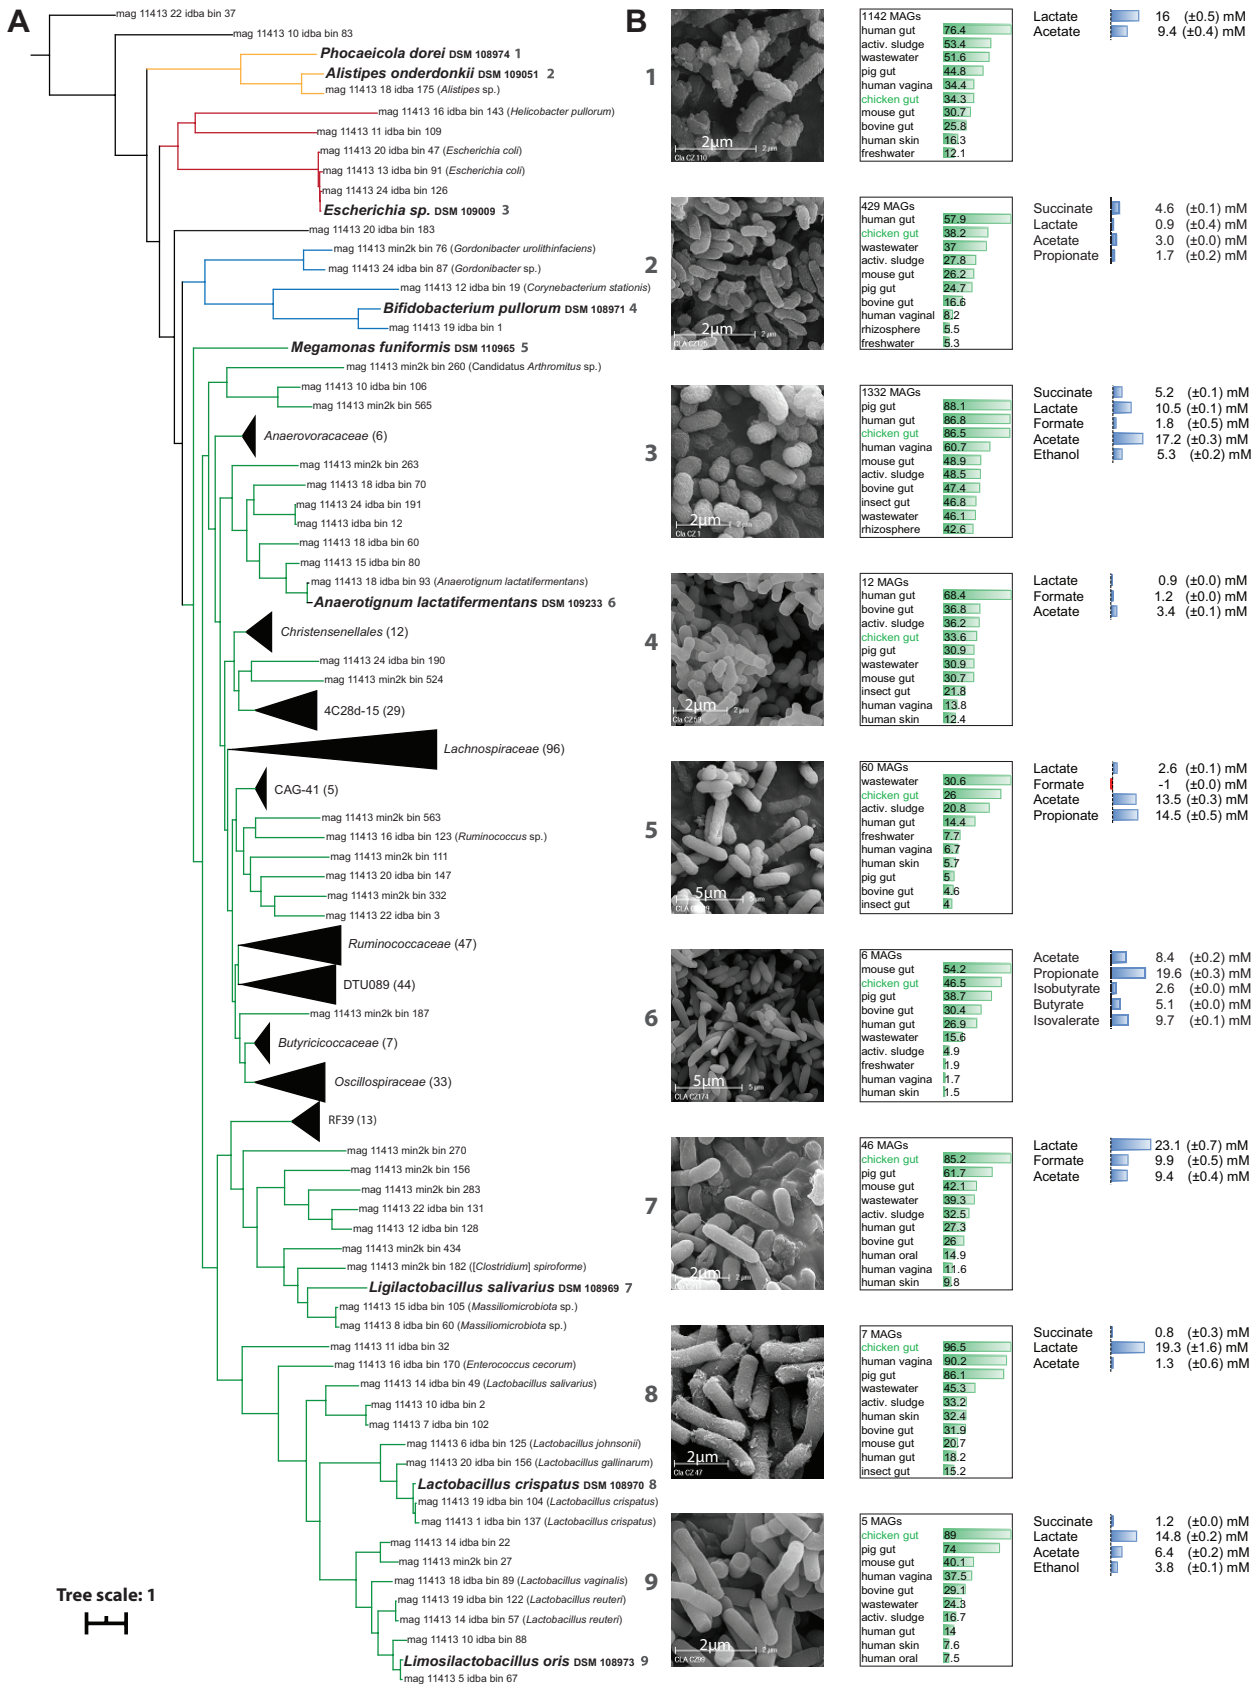 A
mag 11413 22 idba bin 37
mag 11413 10 idba bin 83
Phocaeicola dorei DSM 108974 1
Alistipes onderdonkii DSM 109051 2
mag 11413 18 idba 175 (Alistipes sp.)
mag 11413 16 idba bin 143 (Helicobacter pullorum)
mag 11413 11 idba bin 109
mag 11413 20 idba bin 47 (Escherichia coli)
mag 11413 13 idba bin 91 (Escherichia coli)
mag 11413 24 idba bin 126
Escherichia sp. DSM 109009 3
mag 11413 20 idba bin 183
mag 11413 min2k bin 76 (Gordonibacter urolithinfaciens)
mag 11413 24 idba bin 87 (Gordonibacter sp.)
mag 11413 12 idba bin 19 (Corynebacterium stationis)
Bifidobacterium pullorum DSM 108971 4
mag 11413 19 idba bin 1
Megamonas funiformis DSM 110965 5
mag 11413 min2k bin 260 (Candidatus Arthromitus sp.)
mag 11413 10 idba bin 106
mag 11413 min2k bin 565
Anaerovoracaceae (6)
mag 11413 min2k bin 263
mag 11413 18 idba bin 70
mag 11413 24 idba bin 191
mag 11413 idba bin 12
mag 11413 18 idba bin 60
mag 11413 15 idba bin 80
mag 11413 18 idba bin 93 (Anaerotignum lactatifermentans)
Anaerotignum lactatifermentans DSM 109233 6
Christensenellales (12)
mag 11413 24 idba bin 190
mag 11413 min2k bin 524
4C28d-15 (29)
Lachnospiraceae (96)
CAG-41 (5)
mag 11413 min2k bin 563
mag 11413 16 idba bin 123 (Ruminococcus sp.)
mag 11413 min2k bin 111
mag 11413 20 idba bin 147
mag 11413 min2k bin 332
mag 11413 22 idba bin 3
Ruminococcaceae (47)
DTU089 (44)
mag 11413 min2k bin 187
Butyricicoccaceae (7)
Oscillospiraceae (33)
RF39 (13)
mag 11413 min2k bin 270
mag 11413 min2k bin 156
mag 11413 min2k bin 283
mag 11413 22 idba bin 131
mag 11413 12 idba bin 128
mag 11413 min2k bin 434
mag 11413 min2k bin 182 ([Clostridium] spiroforme)
Ligilactobacillus salivarius DSM 108969 7
mag 11413 15 idba bin 105 (Massiliomicrobiota sp.)
mag 11413 8 idba bin 60 (Massiliomicrobiota sp.)
mag 11413 11 idba bin 32
mag 11413 16 idba bin 170 (Enterococcus cecorum)
mag 11413 14 idba bin 49 (Lactobacillus salivarius)
mag 11413 10 idba bin 2
mag 11413 7 idba bin 102
mag 11413 6 idba bin 125 (Lactobacillus johnsonii)
mag 11413 20 idba bin 156 (Lactobacillus gallinarum)
Lactobacillus crispatus DSM 108970 8
mag 11413 19 idba bin 104 (Lactobacillus crispatus)
mag 11413 1 idba bin 137 (Lactobacillus crispatus)
mag 11413 14 idba bin 22
mag 11413 min2k bin 27
mag 11413 18 idba bin 89 (Lactobacillus vaginalis)
mag 11413 19 idba bin 122 (Lactobacillus reuteri)
mag 11413 14 idba bin 57 (Lactobacillus reuteri)
mag 11413 10 idba bin 88
Limosilactobacillus oris DSM 108973 9
mag 11413 5 idba bin 67
Tree scale: 1
B
1
2µm
2 µm
Cla CZ 110
1142 MAGs
human gut 76.4
activ. sludge 53.4
wastewater 51.6
pig gut 44.8
human vagina 34.4
chicken gut 34.3
mouse gut 30.7
bovine gut 25.8
human skin 16.3
freshwater 12.1
Lactate 16 (±0.5) mM
Acetate 9.4 (±0.4) mM
2
2µm
2 µm
429 MAGs
human gut 57.9
chicken gut 38.2
wastewater 37
activ. sludge 27.8
mouse gut 26.2
pig gut 24.7
bovine gut 16.6
human vaginal 8.2
rhizosphere 5.5
freshwater 5.3
Succinate 4.6 (±0.1) mM
Lactate 0.9 (±0.4) mM
Acetate 3.0 (±0.0) mM
Propionate 1.7 (±0.2) mM
3
2µm
2 µm
Cla CZ 1
1332 MAGs
pig gut 88.1
human gut 86.8
chicken gut 86.5
human vagina 60.7
mouse gut 48.9
activ. sludge 48.5
bovine gut 47.4
insect gut 46.8
wastewater 46.1
rhizosphere 42.6
Succinate 5.2 (±0.1) mM
Lactate 10.5 (±0.1) mM
Formate 1.8 (±0.5) mM
Acetate 17.2 (±0.3) mM
Ethanol 5.3 (±0.2) mM
4
2µm
2 µm
12 MAGs
human gut 68.4
bovine gut 36.8
activ. sludge 36.2
chicken gut 33.6
pig gut 30.9
wastewater 30.9
mouse gut 30.7
insect gut 21.8
human vagina 13.8
human skin 12.4
Lactate 0.9 (±0.0) mM
Formate 1.2 (±0.0) mM
Acetate 3.4 (±0.1) mM
5
5µm
5 µm
60 MAGs
wastewater 30.6
chicken gut 26
activ. sludge 20.8
human gut 14.4
freshwater 7.7
human vagina 6.7
human skin 5.7
pig gut 5
bovine gut 4.6
insect gut 4
Lactate 2.6 (±0.1) mM
Formate -1 (±0.0) mM
Acetate 13.5 (±0.3) mM
Propionate 14.5 (±0.5) mM
6
5µm
5 µm
CLA CZ174
6 MAGs
mouse gut 54.2
chicken gut 46.5
pig gut 38.7
bovine gut 30.4
human gut 26.9
wastewater 15.6
activ. sludge 4.9
freshwater 1.9
human vagina 1.7
human skin 1.5
Acetate 8.4 (±0.2) mM
Propionate 19.6 (±0.3) mM
Isobutyrate 2.6 (±0.0) mM
Butyrate 5.1 (±0.0) mM
Isovalerate 9.7 (±0.1) mM
7
2µm
2 µm
46 MAGs
chicken gut 85.2
pig gut 61.7
mouse gut 42.1
wastewater 39.3
activ. sludge 32.5
human gut 27.3
bovine gut 26
human oral 14.9
human vagina 11.6
human skin 9.8
Lactate 23.1 (±0.7) mM
Formate 9.9 (±0.5) mM
Acetate 9.4 (±0.4) mM
8
2µm
2 µm
Cla CZ 47
7 MAGs
chicken gut 96.5
human vagina 90.2
pig gut 86.1
wastewater 45.3
activ. sludge 33.2
human skin 32.4
bovine gut 31.9
mouse gut 20.7
human gut 18.2
insect gut 15.2
Succinate 0.8 (±0.3) mM
Lactate 19.3 (±1.6) mM
Acetate 1.3 (±0.6) mM
9
2µm
2 µm
CLA CZ99
5 MAGs
chicken gut 89
pig gut 74
mouse gut 40.1
human vagina 37.5
bovine gut 29.1
wastewater 24.3
activ. sludge 16.7
human gut 14
human skin 7.6
human oral 7.5
Succinate 1.2 (±0.0) mM
Lactate 14.8 (±0.2) mM
Acetate 6.4 (±0.2) mM
Ethanol 3.8 (±0.1) mM